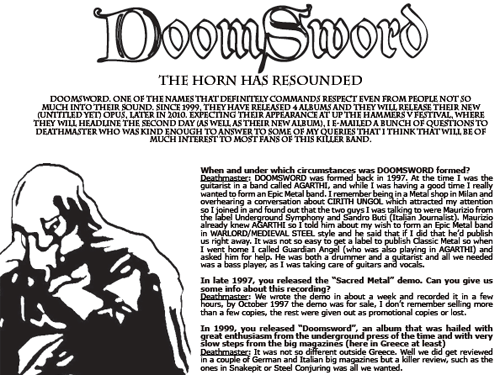 DOOMSWORD
THE HORN HAS RESOUNDED
DOOMSWORD. ONE OF THE NAMES THAT DEFINITELY COMMANDS RESPECT EVEN FROM PEOPLE NOT SO
MUCH INTO THEIR SOUND. SINCE 1999, THEY HAVE RELEASED 4 ALBUMS AND THEY WILL RELEASE THEIR NEW
(UNTITLED YET) OPUS, LATER IN 2010. EXPECTING THEIR APPEARANCE AT UP THE HAMMERS V FESTIVAL, WHERE
THEY WILL HEADLINE THE SECOND DAY (AS WELL AS THEIR NEW ALBUM), I E-MAILED A BUNCH OF QUESTIONS TO
DEATHMASTER WHO WAS KIND ENOUGH TO ANSWER TO SOME OF MY QUERIES THAT I THINK THAT WILL BE OF
MUCH INTEREST TO MOST FANS OF THIS KILLER BAND.
When and under which circumstances was DOOMSWORD formed?
Deathmaster: DOOMSWORD was formed back in 1997. At the time I was the
guitarist in a band called AGARTHI, and while I was having a good time I really
wanted to form an Epic Metal band. I remember being in a Metal shop in Milan and
overhearing a conversation about CIRITH UNGOL which attracted my attention
so I joined in and found out that the two guys I was talking to were Maurizio from
the label Underground Symphony and Sandro Buti (Italian Journalist). Maurizio
already knew AGARTHI so I told him about my wish to form an Epic Metal band
in WARLORD/MEDIEVAL STEEL style and he said that if I did that he'd publish
us right away. It was not so easy to get a label to publish Classic Metal so when
I went home I called Guardian Angel (who was also playing in AGARTHI) and
asked him for help. He was both a drummer and a guitarist and all we needed
was a bass player, as I was taking care of guitars and vocals.
In late 1997, you released the "Sacred Metal" demo. Can you give us
some info about this recording?
Deathmaster: We wrote the demo in about a week and recorded it in a few
hours, by October 1997 the demo was for sale, I don't remember selling more
than a few copies, the rest were given out as promotional copies or lost.
In 1999, you released "Doomsword", an album that was hailed with
great enthusiasm from the underground press of the time and with very
slow steps from the big magazines (here in Greece at least)
Deathmaster: It was not so different outside Greece. Well we did get reviewed
in a couple of German and Italian big magazines but a killer review, such as the
ones in Snakepit or Steel Conjuring was all we wanted.